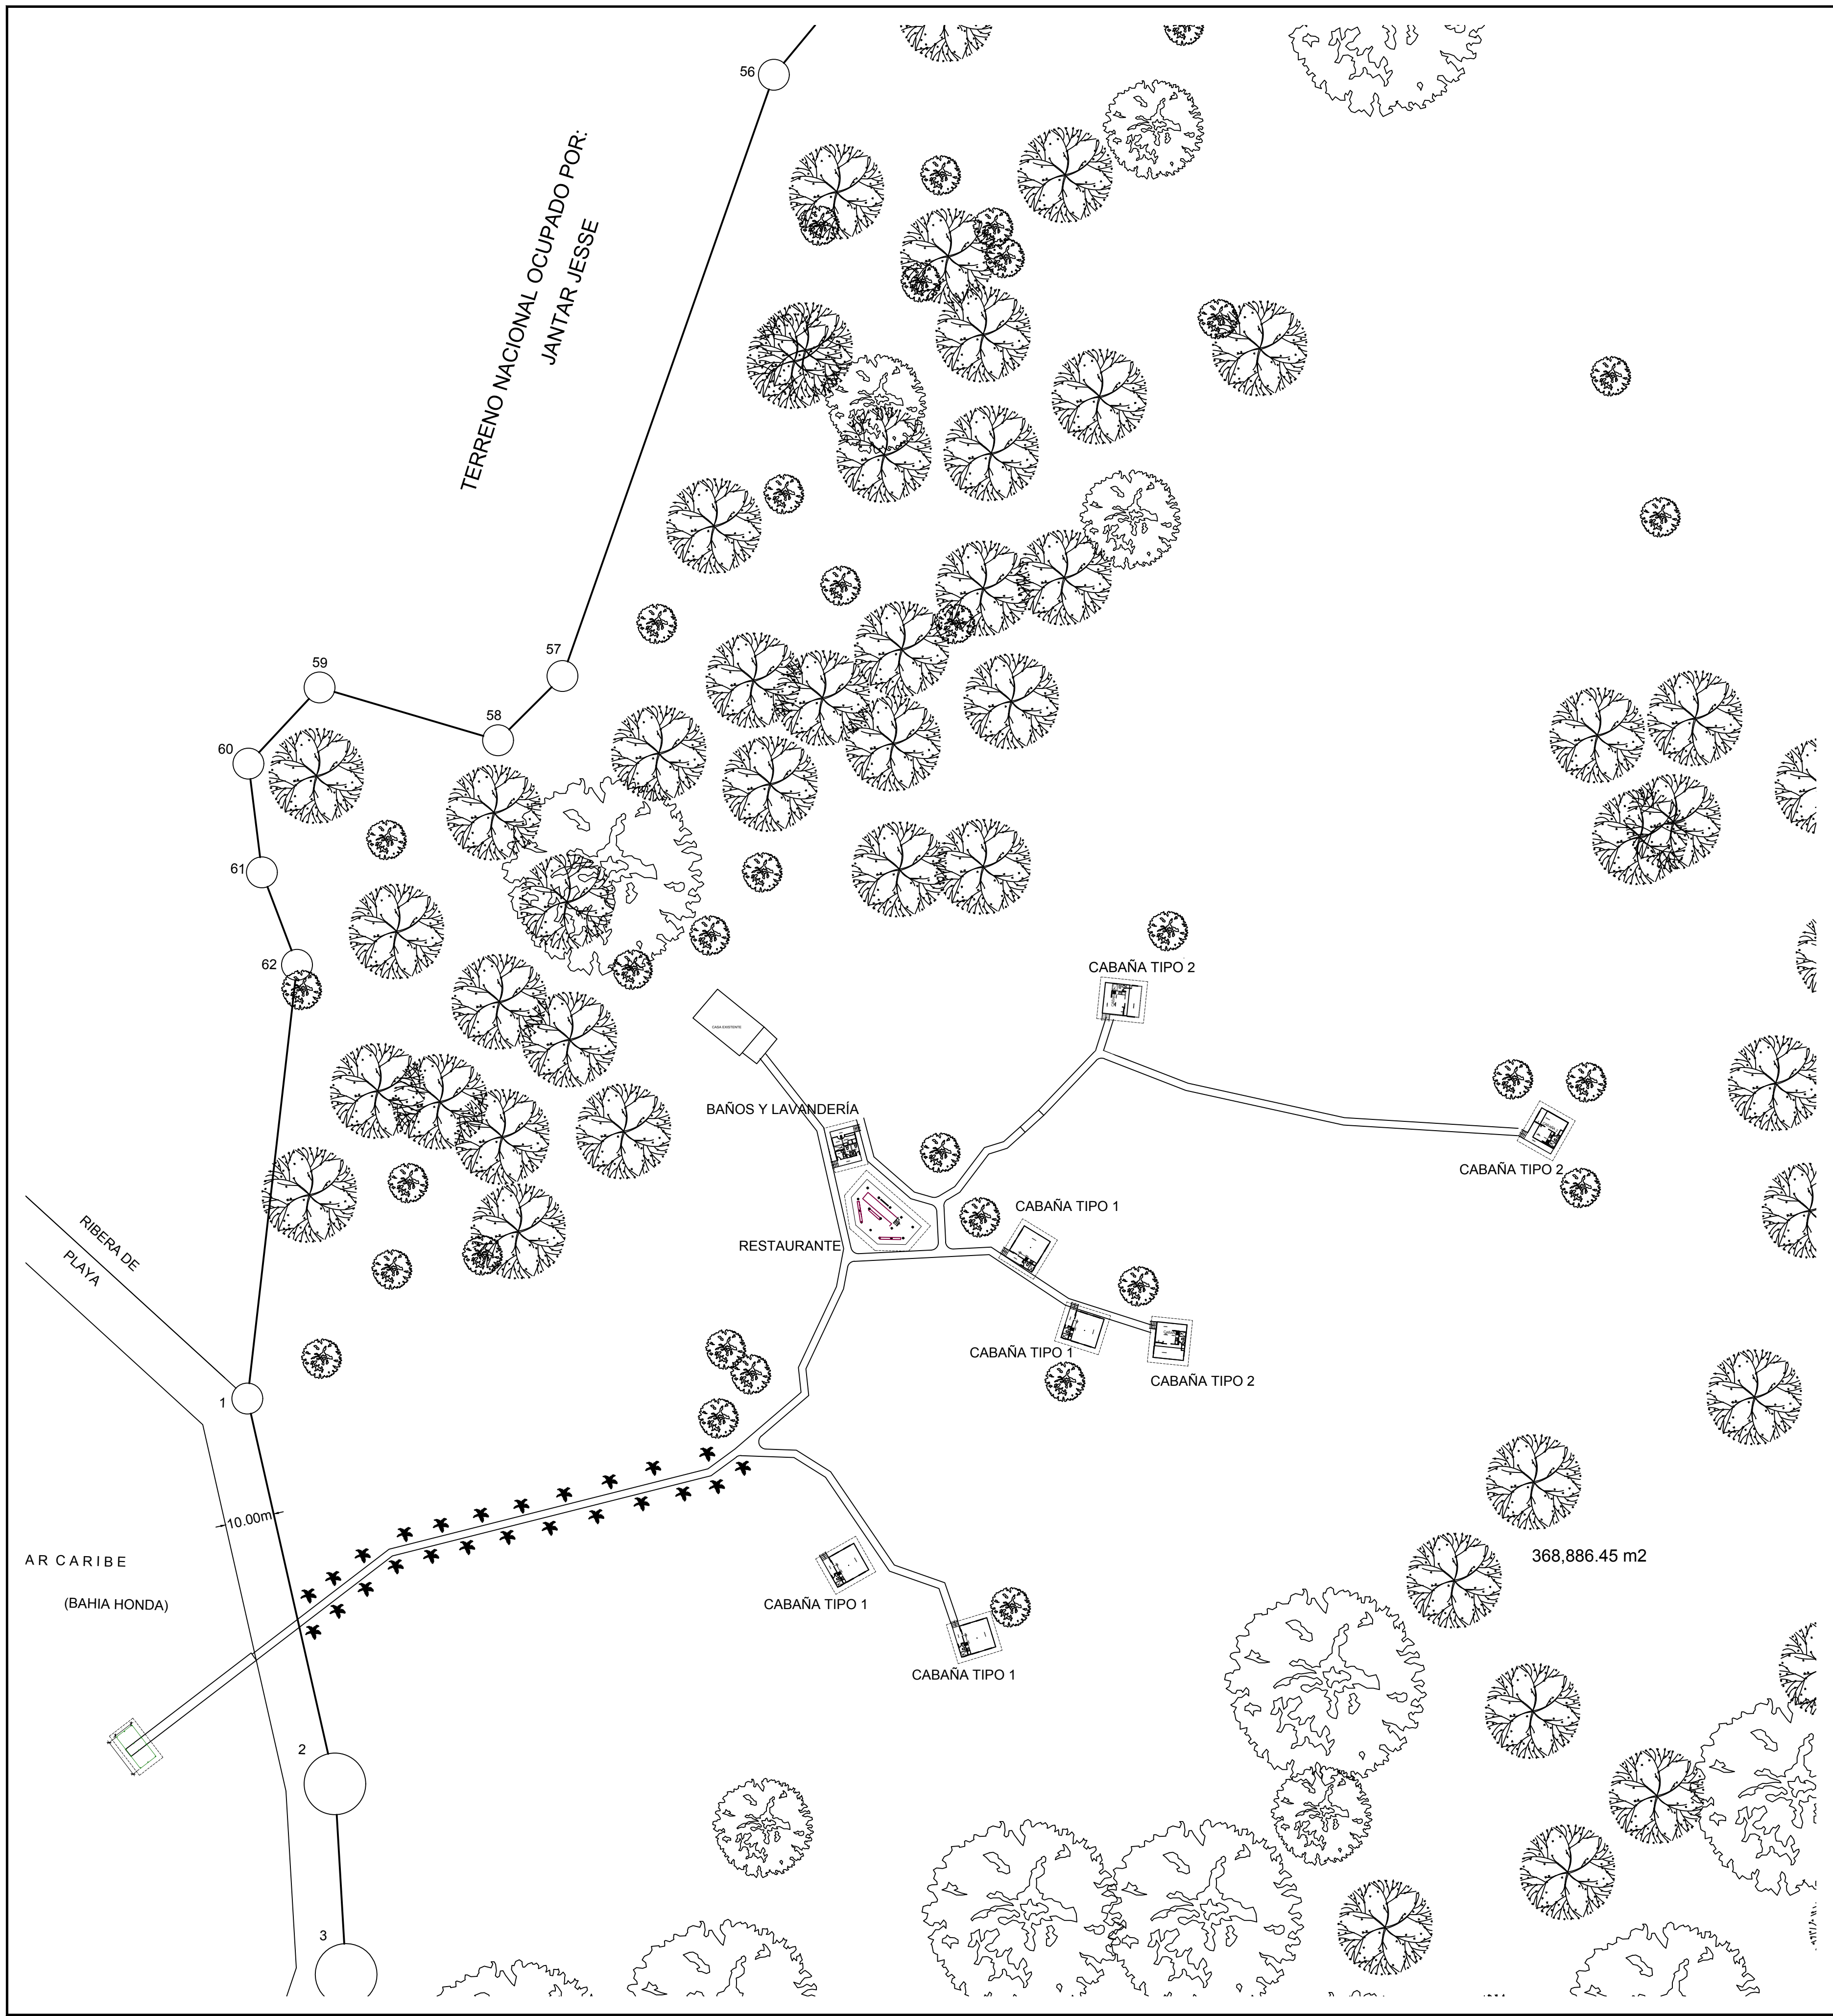 56
TERRENO NACIONAL OCUPADO POR:
JANTAR JESSE
57
59
58
60
61
62
CABAÑA TIPO 2
CASA EXISTENTE
BAÑOS Y LAVANDERÍA
CABAÑA TIPO 2
CABAÑA TIPO 1
RESTAURANTE
RIBERA DE
PLAYA
CABAÑA TIPO 1
CABAÑA TIPO 2
1
10.00m
AR CARIBE
(BAHIA HONDA)
368,886.45 m2
CABAÑA TIPO 1
CABAÑA TIPO 1
2
3